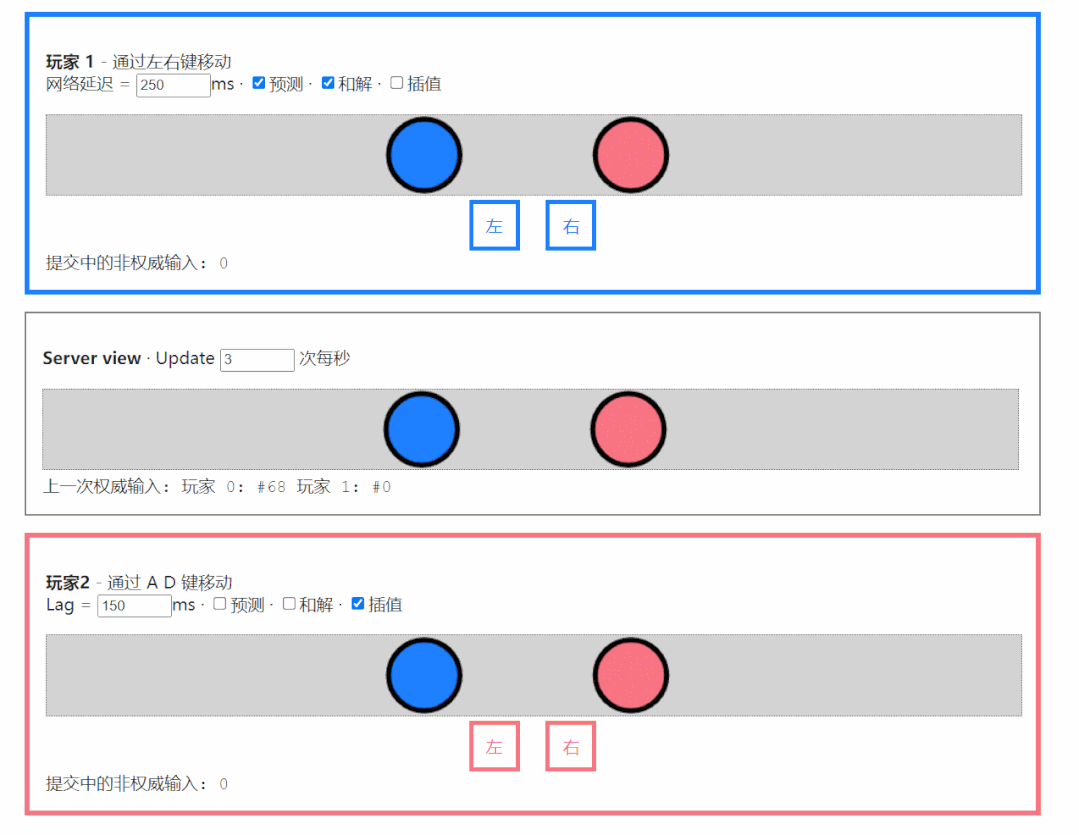 玩家 1 - 通过左右键移动
网络延迟 = 250 ms · 预测 · 和解 · 插值
左 右
提交中的非权威输入： 0
Server view · Update 3 次每秒
上一次权威输入: 玩家 0: #68 玩家 1: #0
玩家2 - 通过 A D 键移动
Lag = 150 ms · 预测 · 和解 · 插值
左 右
提交中的非权威输入： 0